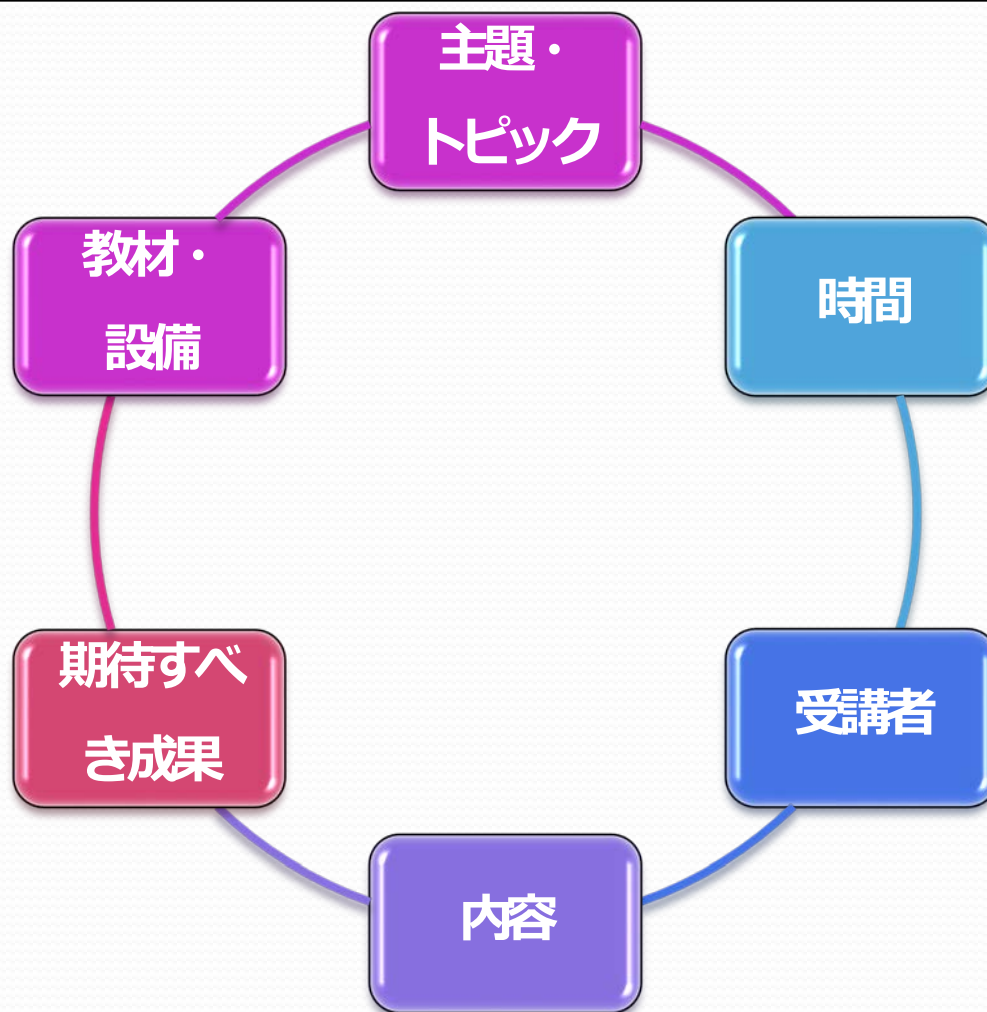 主題・
トピック
時間
受講者
内容
期待すべ
き成果
教材・
設備